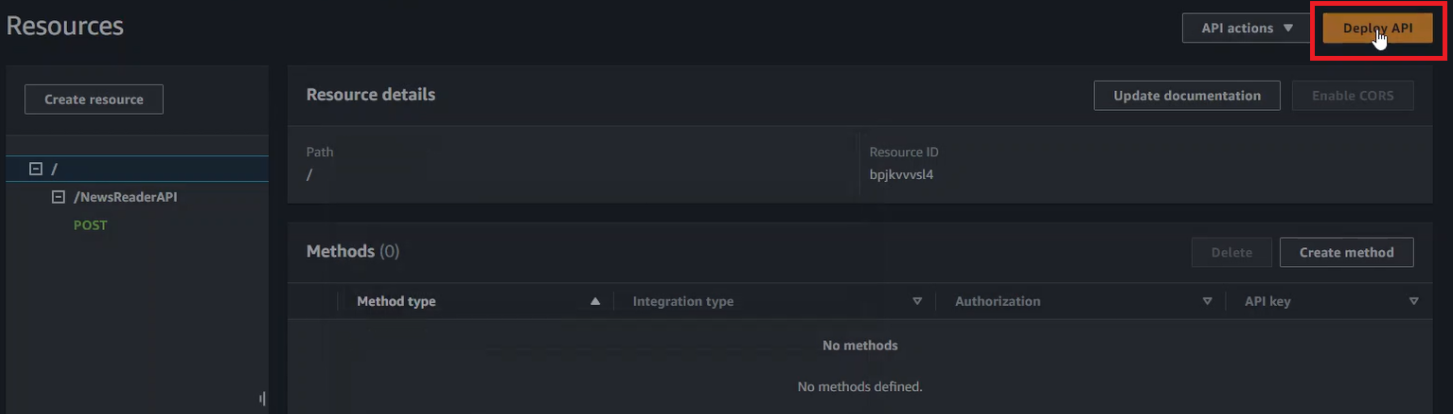 Resources
API actions
Deploy API
Create resource
/
/NewsReaderAPI
POST
Resource details
Update documentation
Enable CORS
Path
/
Resource ID
bpjkvvvsl4
Methods (0)
Delete
Create method
Method type
Integration type
Authorization
API key
No methods
No methods defined.